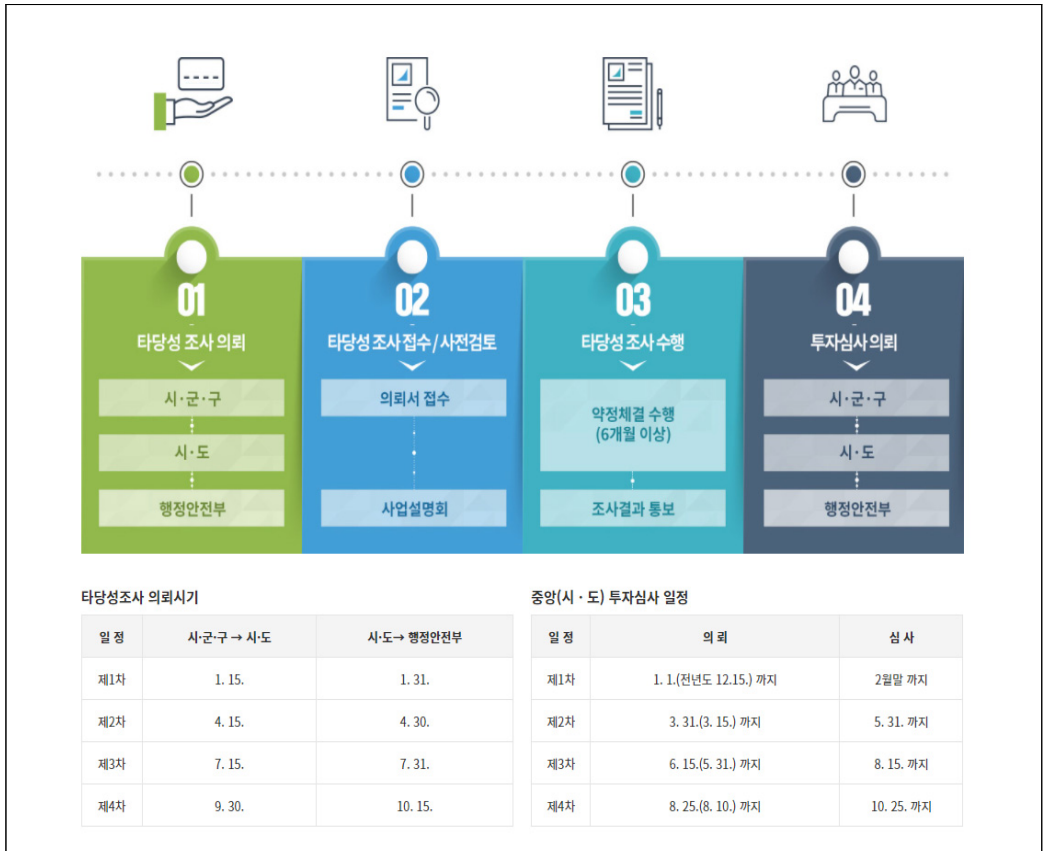 01
타당성 조사 의뢰
시·군·구
시·도
행정안전부
02
타당성 조사 접수 / 사전검토
의뢰서 접수
사업설명회
03
타당성 조사 수행
약정체결 수행
(6개월 이상)
조사결과 통보
04
투자심사 의뢰
시·군·구
시·도
행정안전부
타당성조사 의뢰시기
일 정 시·군·구 → 시·도 시·도→ 행정안전부
제1차 1. 15. 1. 31.
제2차 4. 15. 4. 30.
제3차 7. 15. 7. 31.
제4차 9. 30. 10. 15.
중앙(시 · 도) 투자심사 일정
일 정 의 뢰 심 사
제1차 1. 1.(전년도 12.15.) 까지 2월말 까지
제2차 3. 31.(3. 15.) 까지 5. 31. 까지
제3차 6. 15.(5. 31.) 까지 8. 15. 까지
제4차 8. 25.(8. 10.) 까지 10. 25. 까지